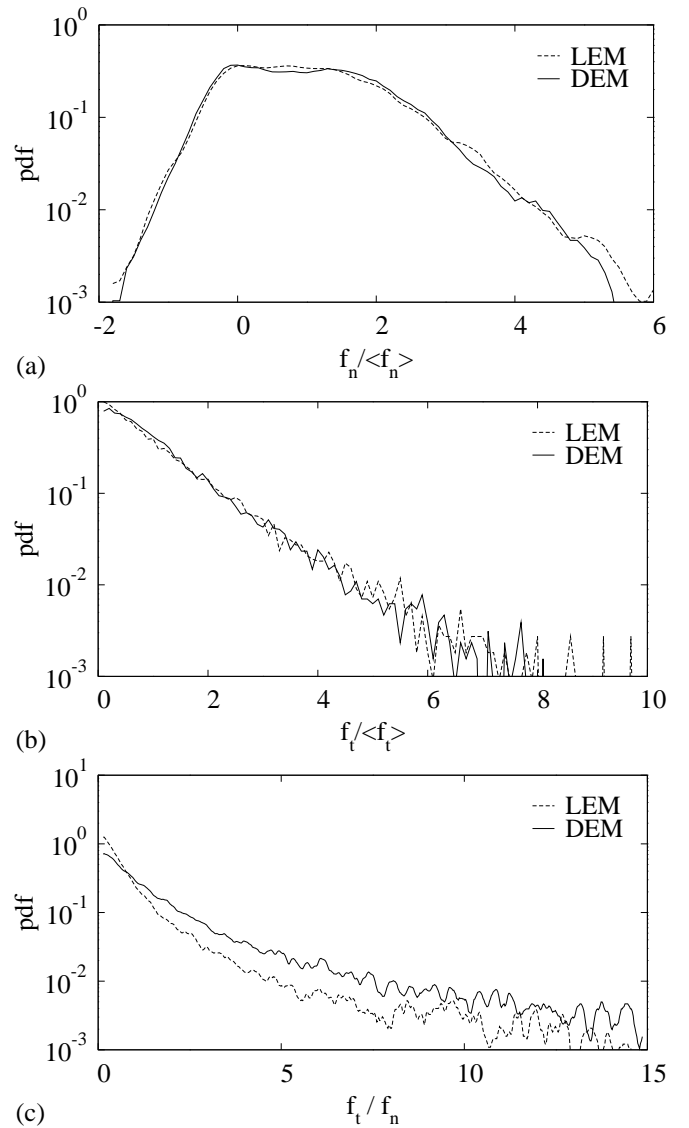 10^0
LEM
DEM
10^-1
pdf
10^-2
10^-3
-2 0 2 4 6
(a) f_n/<f_n>
10^0
LEM
DEM
10^-1
pdf
10^-2
10^-3
0 2 4 6 8 10
(b) f_t/<f_t>
10^1
LEM
10^0
DEM
10^-1
pdf
10^-2
10^-3
0 5 10 15
(c) f_t / f_n